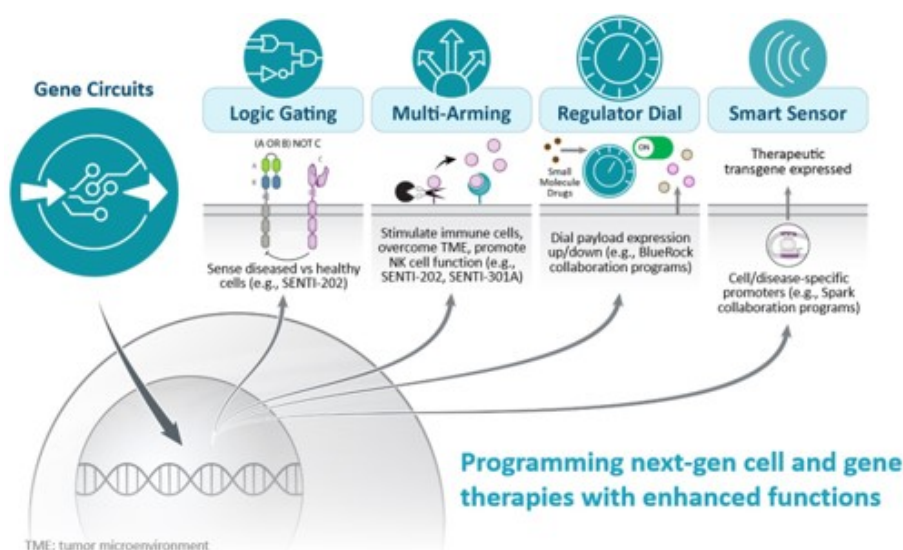 Gene Circuits
Logic Gating
(A OR B) NOT C
A
B
C
Sense diseased vs healthy
cells (e.g., SENTI-202)
Multi-Arming
Stimulate immune cells,
overcome TME, promote
NK cell function (e.g.,
SENTI-202, SENTI-301A)
Regulator Dial
ON
Small
Molecule
Drugs
Dial payload expression
up/down (e.g., BlueRock
collaboration programs)
Smart Sensor
Therapeutic
transgene expressed
Cell/disease-specific
promoters (e.g., Spark
collaboration programs)
Programming next-gen cell and gene
therapies with enhanced functions
TME: tumor microenvironment